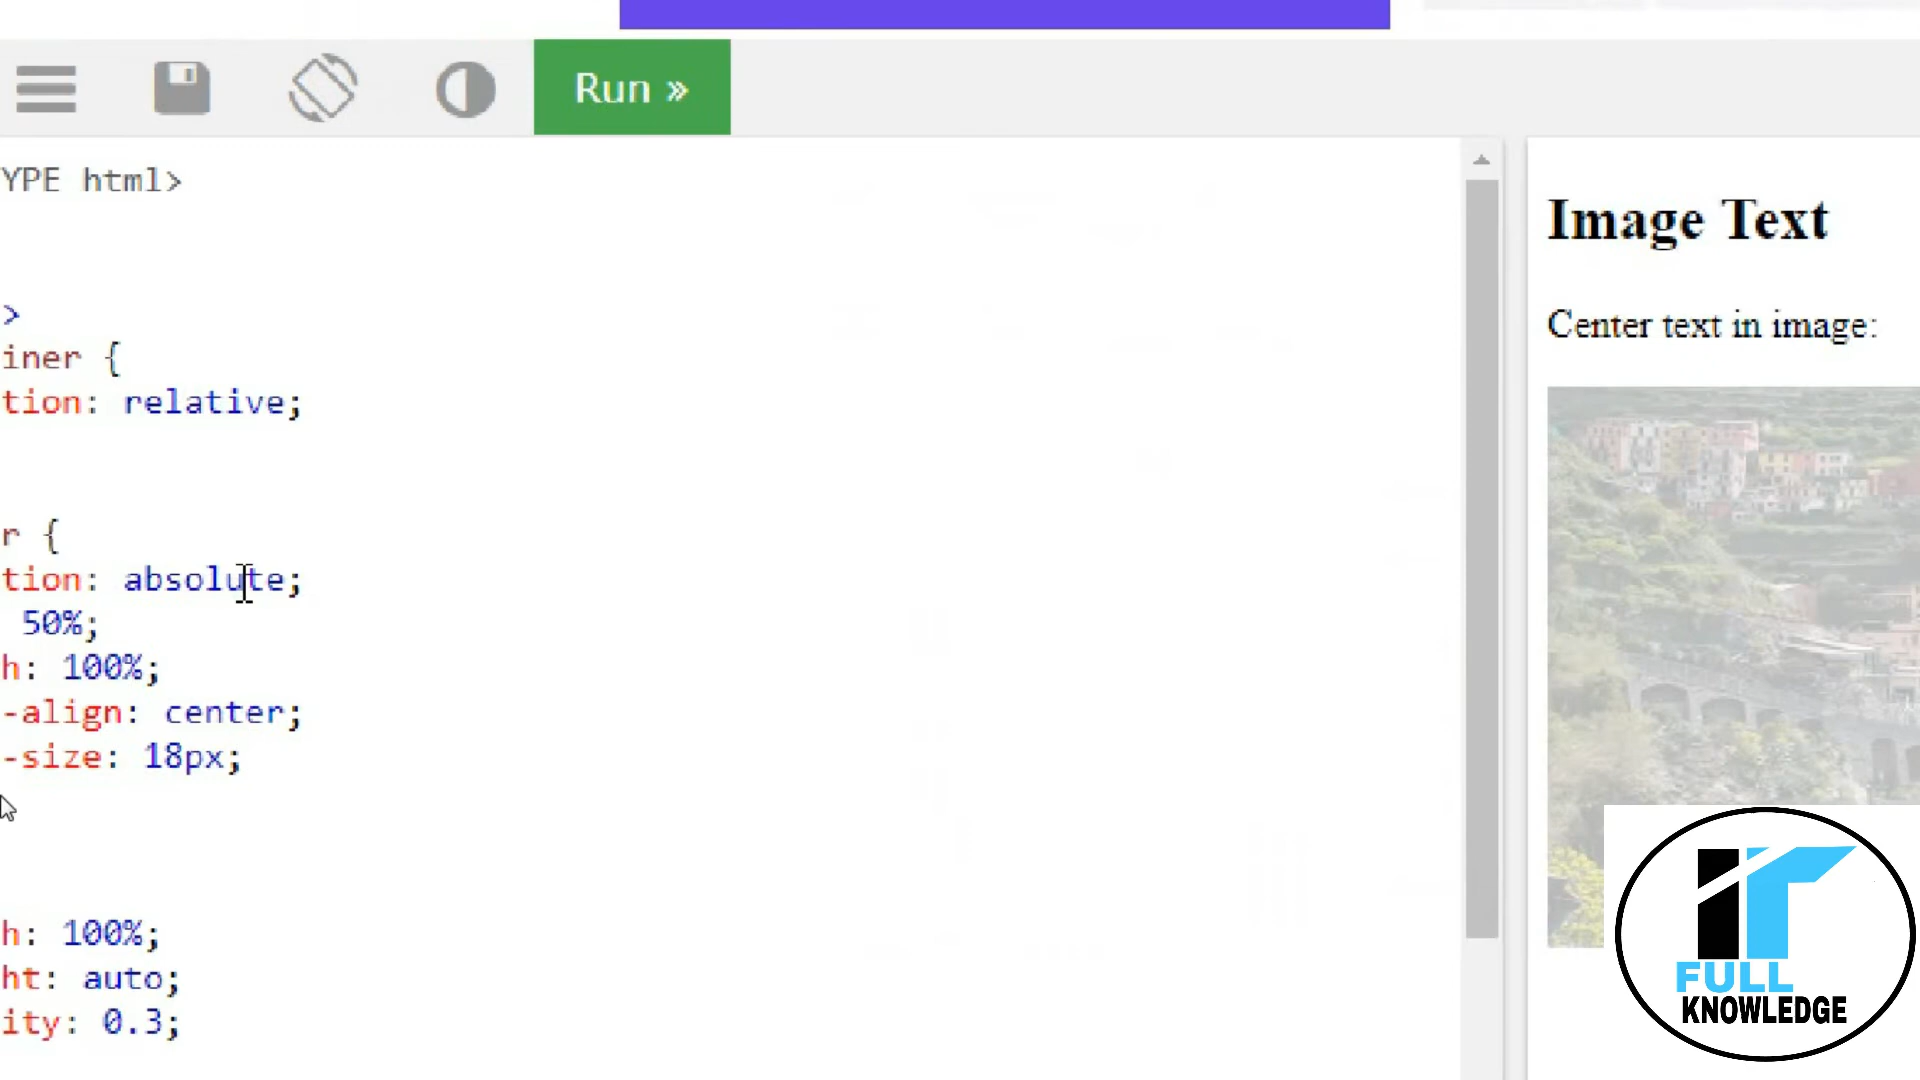 Run »
YPE html>
>
iner {
tion: relative;
r {
tion: absolute;
50%;
h: 100%;
-align: center;
-size: 18px;
h: 100%;
ht: auto;
ity: 0.3;
Image Text
Center text in image:
IT
FULL
KNOWLEDGE